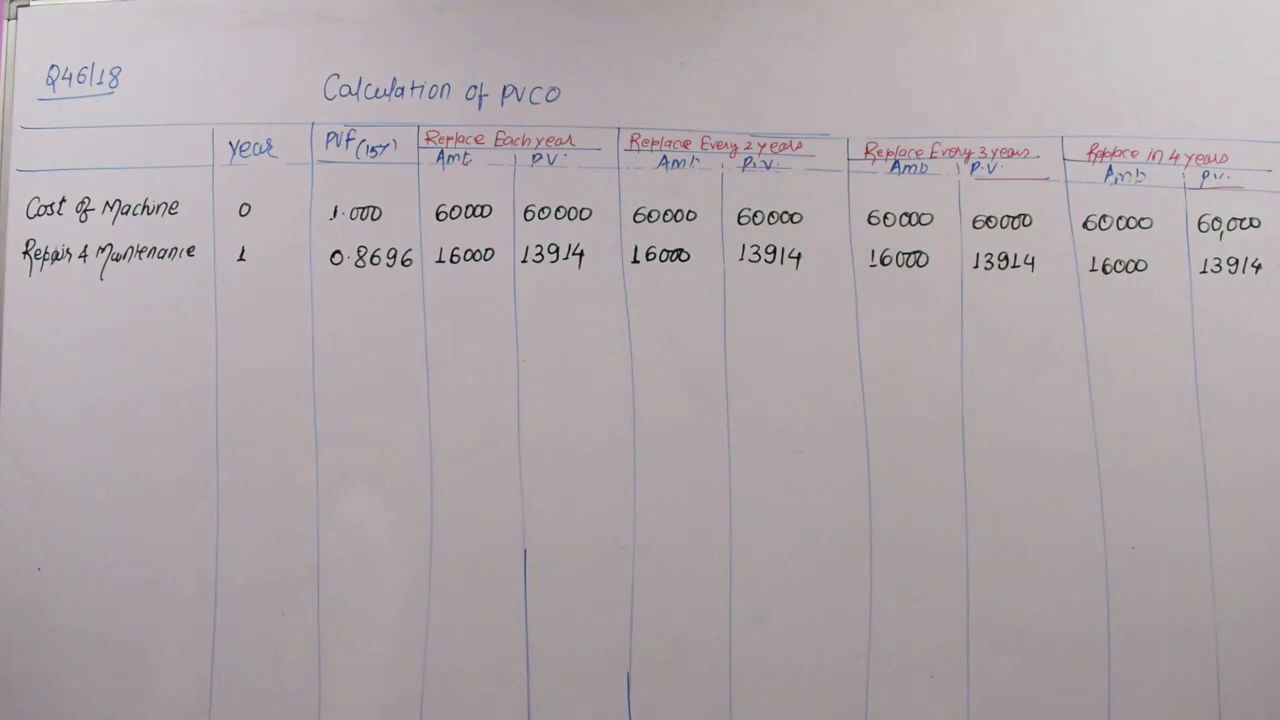 Q46/18
Calculation of PVCO
year PVf(15%) Replace Each year Replace Every 2 years Replace Every 3 years Replace in 4 years
Amt. P.V. Amt. P.V. Amt P.V. Amt. P.V.
Cost of Machine 0 1.000 60000 60000 60000 60000 60000 60000 60000 60,000
Repair & Maintenance 1 0.8696 16000 13914 16000 13914 16000 13914 16000 13914